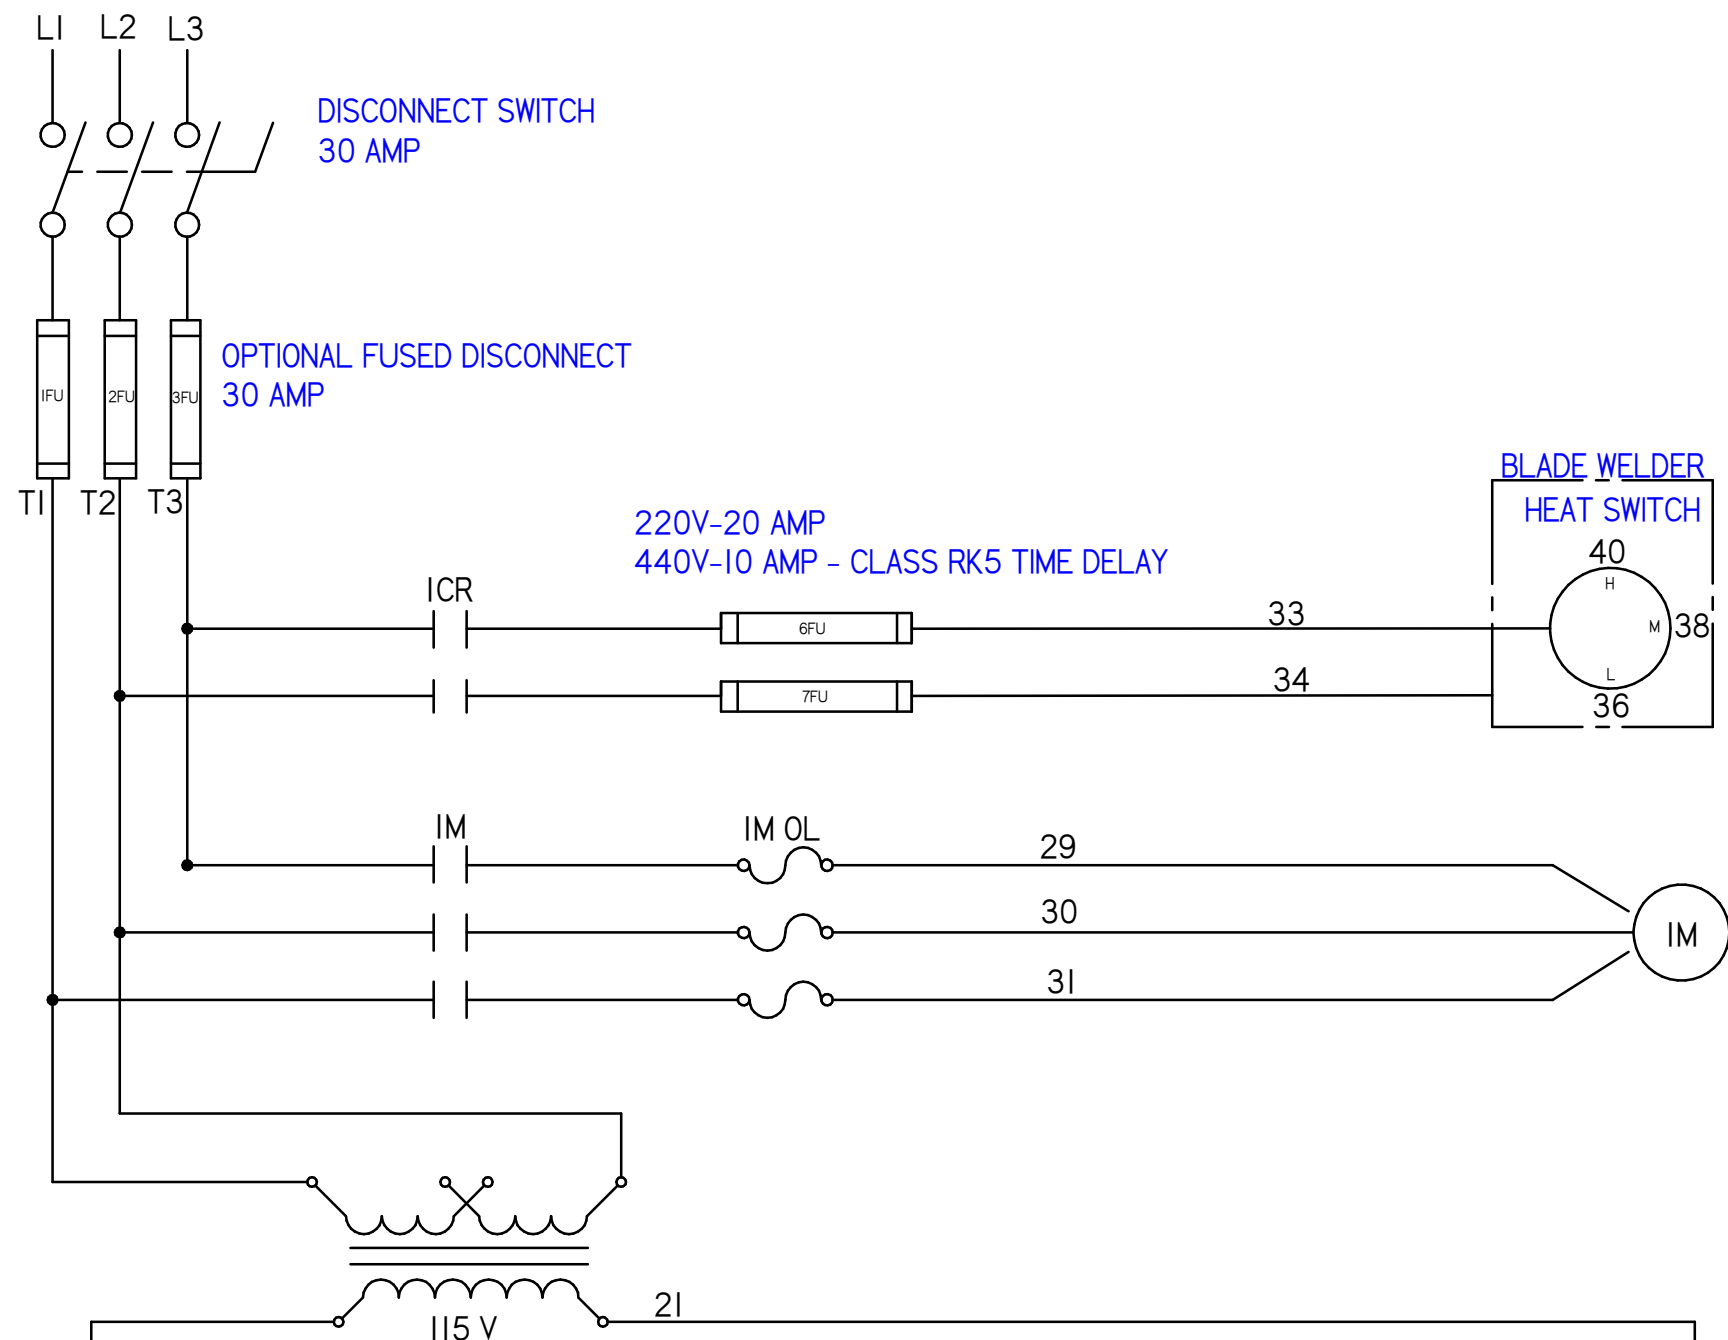 L1 L2 L3
DISCONNECT SWITCH
30 AMP
OPTIONAL FUSED DISCONNECT
30 AMP
1FU 2FU 3FU
T1 T2 T3
BLADE WELDER
HEAT SWITCH
220V-20 AMP
440V-10 AMP - CLASS RK5 TIME DELAY
40
H
1CR
33
6FU
M 38
34
L
7FU
36
1M
1M OL
29
30
1M
31
21
115 V